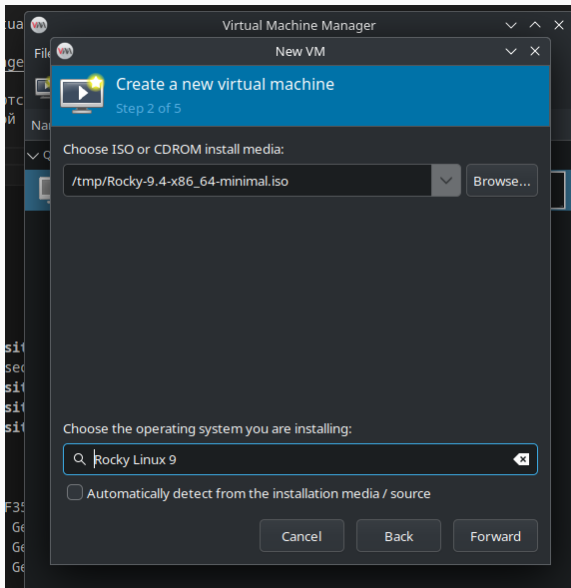 Virtual Machine Manager
New VM
Create a new virtual machine
Step 2 of 5
Choose ISO or CDROM install media:
/tmp/Rocky-9.4-x86_64-minimal.iso
Browse...
Choose the operating system you are installing:
Rocky Linux 9
Automatically detect from the installation media / source
Cancel Back Forward